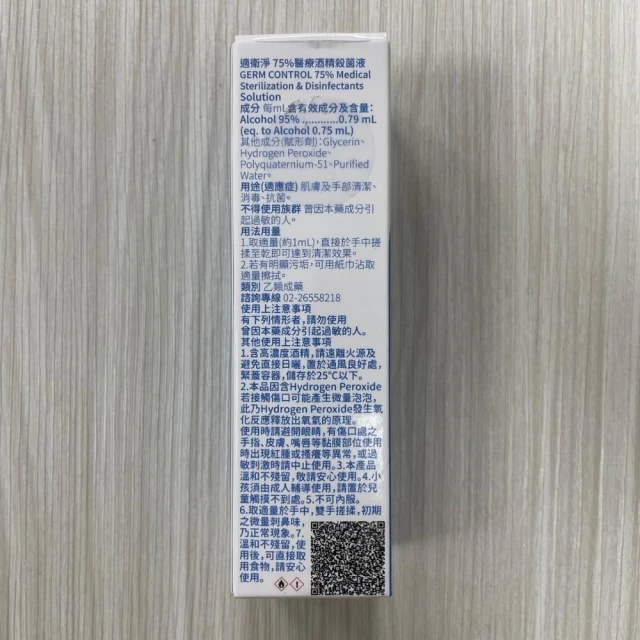 適衛淨 75%醫療酒精殺菌液
GERM CONTROL 75% Medical
Sterilization & Disinfectants
Solution
成分 每mL含有效成分及含量：
Alcohol 95% ............0.79 mL
(eq. to Alcohol 0.75 mL)
其他成分(賦形劑)：Glycerin、
Hydrogen Peroxide、
Polyquaternium-51、Purified
Water。
用途(適應症) 肌膚及手部清潔、
消毒、抗菌。
不得使用族群 曾因本藥成分引
起過敏的人。
用法用量
1.取適量(約1mL)，直接於手中搓
揉至乾即可達到清潔效果。
2.若有明顯污垢，可用紙巾沾取
適量擦拭。
類別 乙類成藥
諮詢專線 02-26558218
使用上注意事項
有下列情形者，請勿使用
曾因本藥成分引起過敏的人。
其他使用上注意事項
1.含高濃度酒精，請遠離火源及
避免直接日曬，置於通風良好處，
緊蓋容器，儲存於25°C以下。
2.本品因含Hydrogen Peroxide
若接觸傷口可能產生微量泡泡，
此乃Hydrogen Peroxide發生氧
化反應釋放出氧氣的原理。
使用時請避開眼睛，有傷口處之
手指、皮膚、嘴唇等黏膜部位使用
時出現紅腫或搔癢等異常，或過
敏刺激時請中止使用。3.本產品
溫和不殘留，敬請安心使用。4.小
孩須由成人輔導使用，請置於兒
童觸摸不到處。5.不可內服。
6.取適量於手中，雙手搓揉，初期
之微量刺鼻味，
乃正常現象。7.
溫和不殘留，使
用後，可直接取
用食物，請安心
使用。